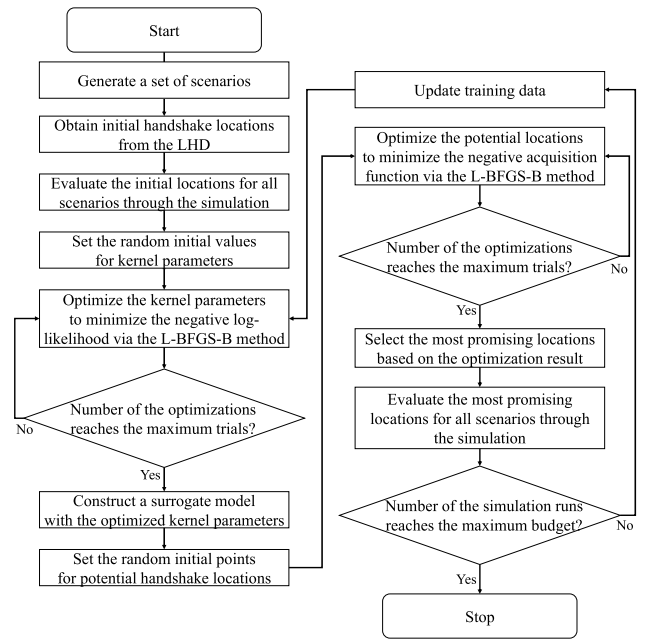 Start
Generate a set of scenarios
Obtain initial handshake locations
from the LHD
Evaluate the initial locations for all
scenarios through the simulation
Set the random initial values
for kernel parameters
Optimize the kernel parameters
to minimize the negative log-
likelihood via the L-BFGS-B method
Number of the optimizations
reaches the maximum trials?
No
Yes
Construct a surrogate model
with the optimized kernel parameters
Set the random initial points
for potential handshake locations
Update training data
Optimize the potential locations
to minimize the negative acquisition
function via the L-BFGS-B method
Number of the optimizations
reaches the maximum trials?
No
Yes
Select the most promising locations
based on the optimization result
Evaluate the most promising
locations for all scenarios through
the simulation
Number of the simulation runs
reaches the maximum budget?
No
Yes
Stop